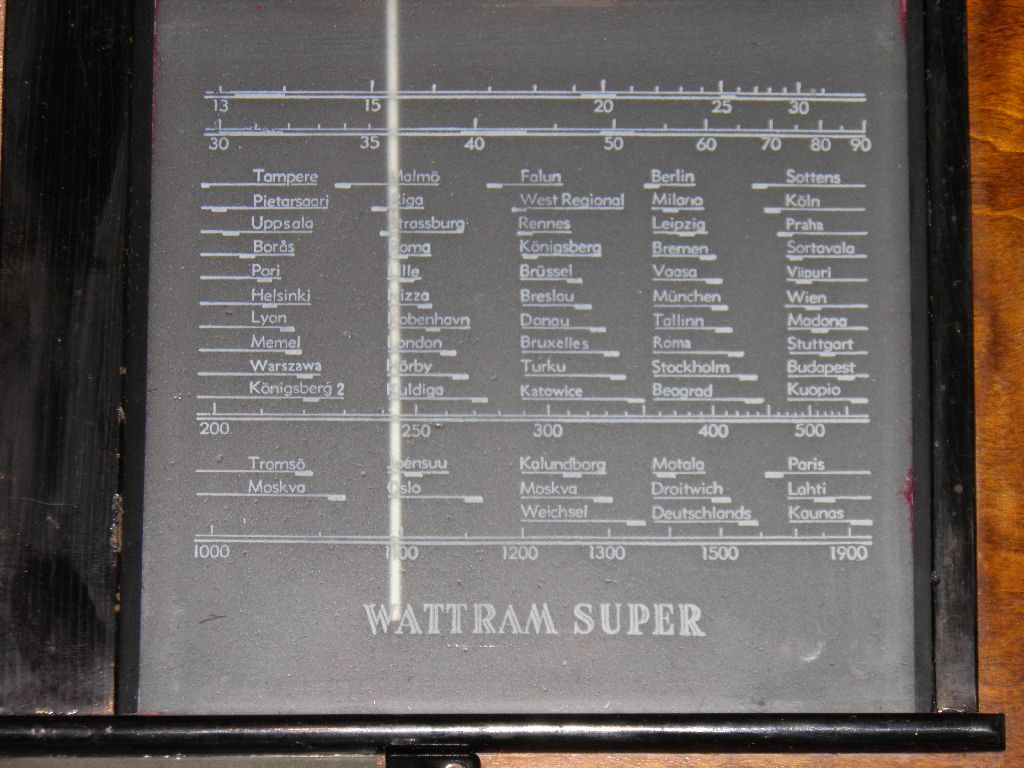 13 15 20 25 30
30 35 40 50 60 70 80 90
Tampere Malmö Falun Berlin Sottens
Pietarsaari Riga West Regional Milano Köln
Uppsala Strassburg Rennes Leipzig Praha
Borås Roma Königsberg Bremen Sortavala
Pori Lille Brüssel Vaasa Viipuri
Helsinki Nizza Breslau München Wien
Lyon Kobenhavn Danau Tallinn Madona
Memel London Bruxelles Roma Stuttgart
Warszawa Hörby Turku Stockholm Budapest
Königsberg 2 Kuldiga Katowice Beograd Kuopio
200 250 300 400 500
Tromsö Joensuu Kalundborg Motala Paris
Moskva Oslo Moskva Droitwich Lahti
Weichsel Deutschlands Kaunas
1000 1100 1200 1300 1500 1900
WATTRAM SUPER